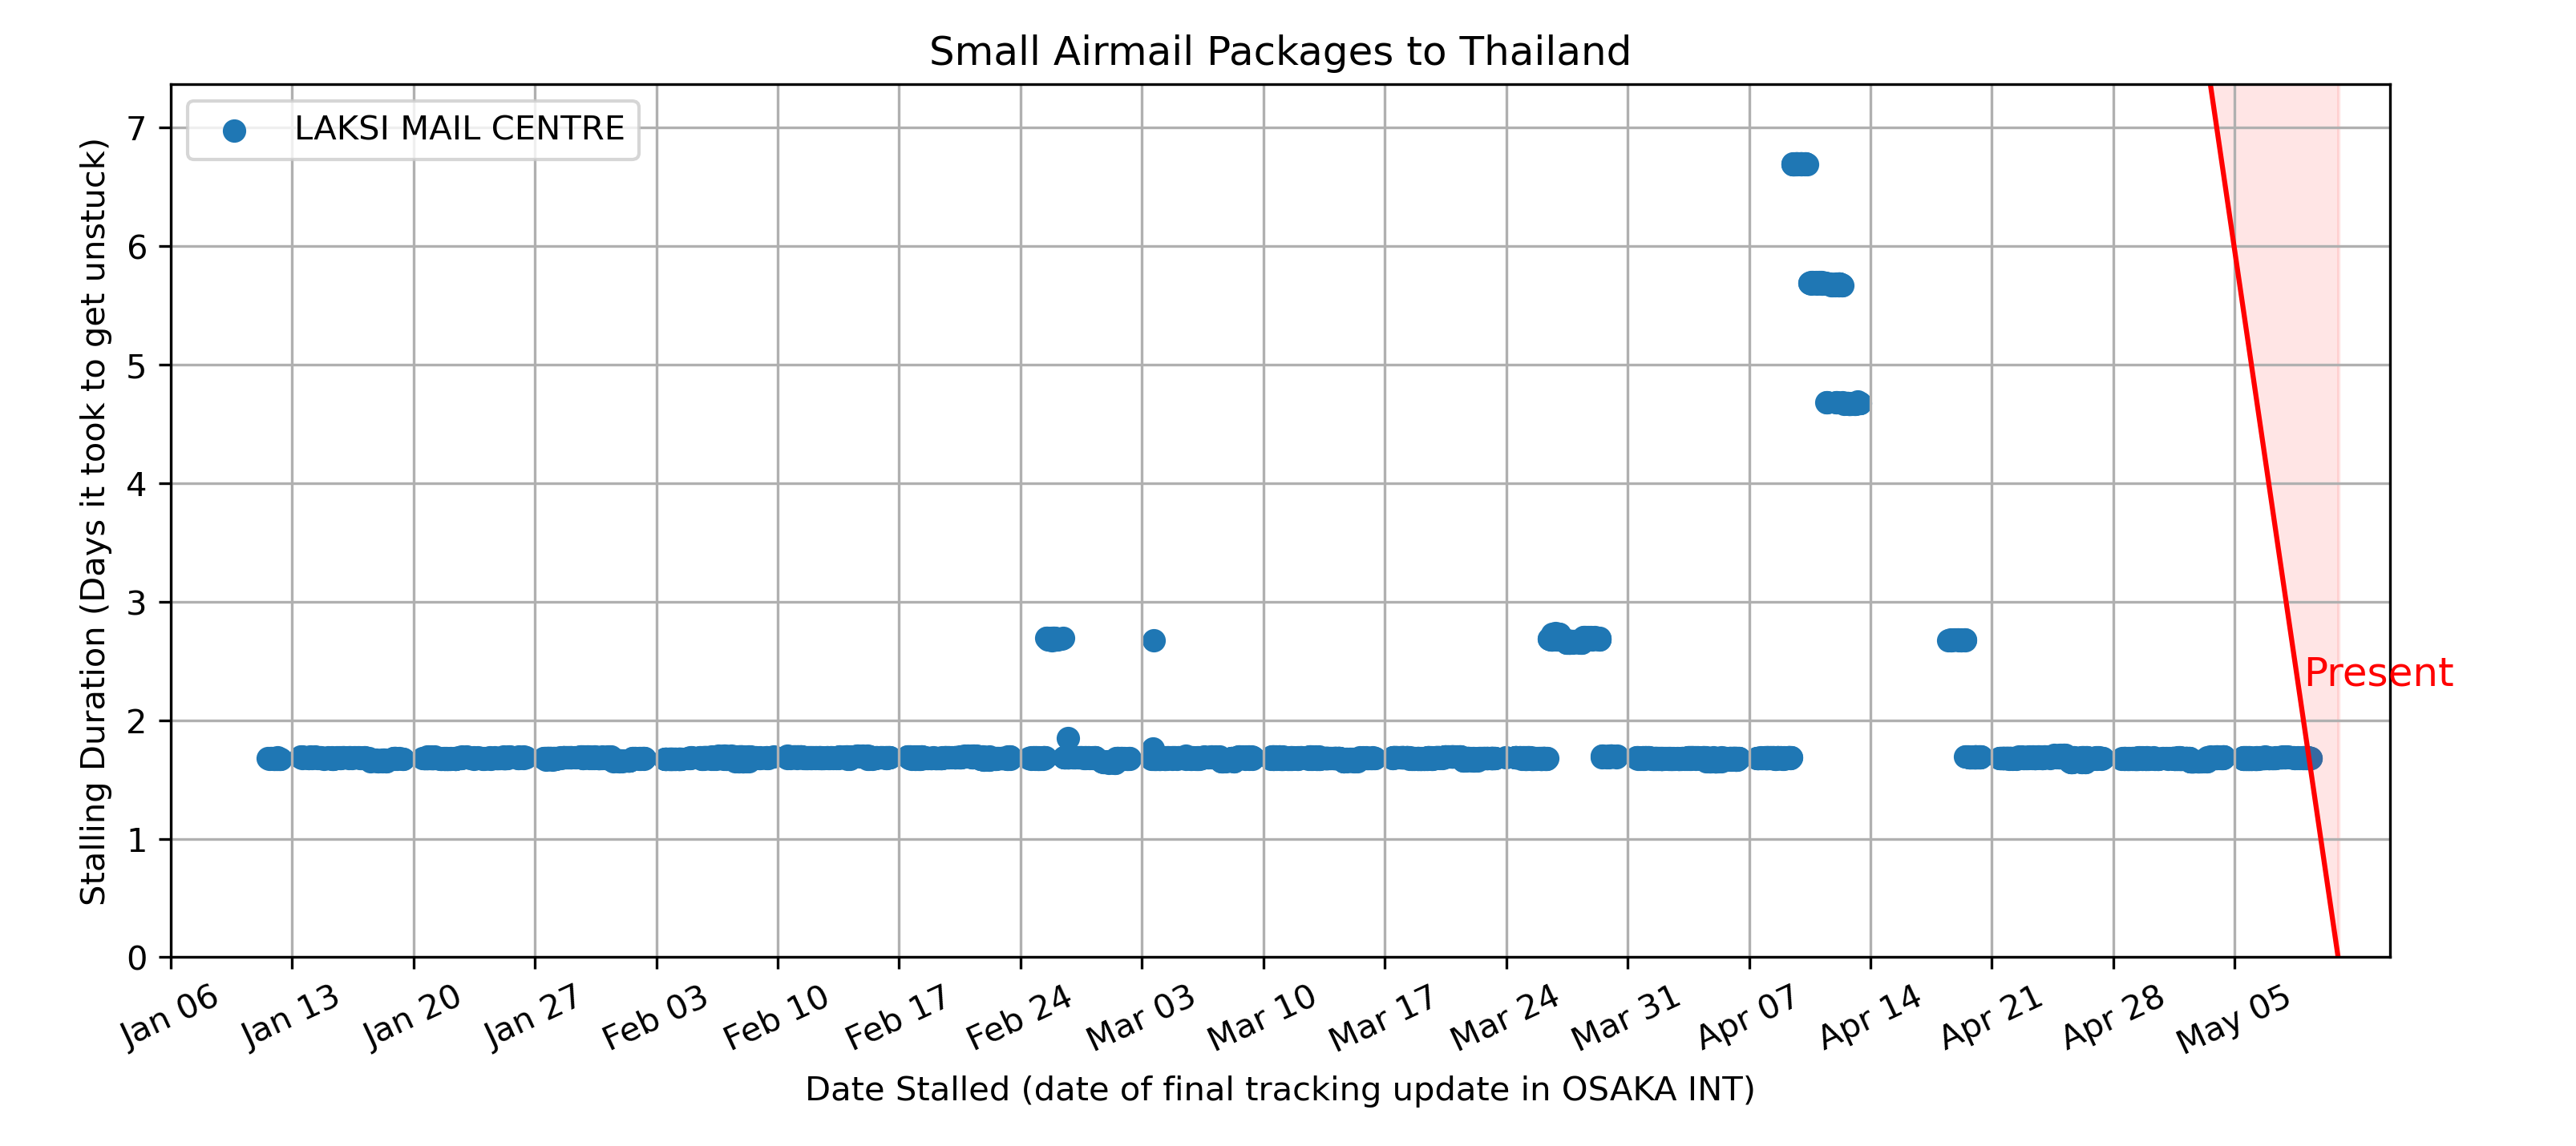 Small Airmail Packages to Thailand
LAKSI MAIL CENTRE
Stalling Duration (Days it took to get unstuck)
7
6
5
4
3
2
1
0
Present
Jan 06
Jan 13
Jan 20
Jan 27
Feb 03
Feb 10
Feb 17
Feb 24
Mar 03
Mar 10
Mar 17
Mar 24
Mar 31
Apr 07
Apr 14
Apr 21
Apr 28
May 05
Date Stalled (date of final tracking update in OSAKA INT)